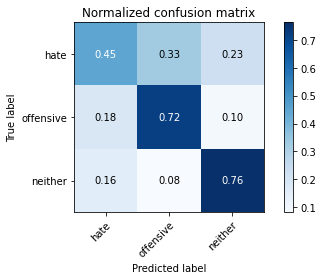 Normalized confusion matrix
True label
hate
0.45 0.33 0.23
offensive
0.18 0.72 0.10
neither
0.16 0.08 0.76
hate
offensive
neither
Predicted label
0.7
0.6
0.5
0.4
0.3
0.2
0.1